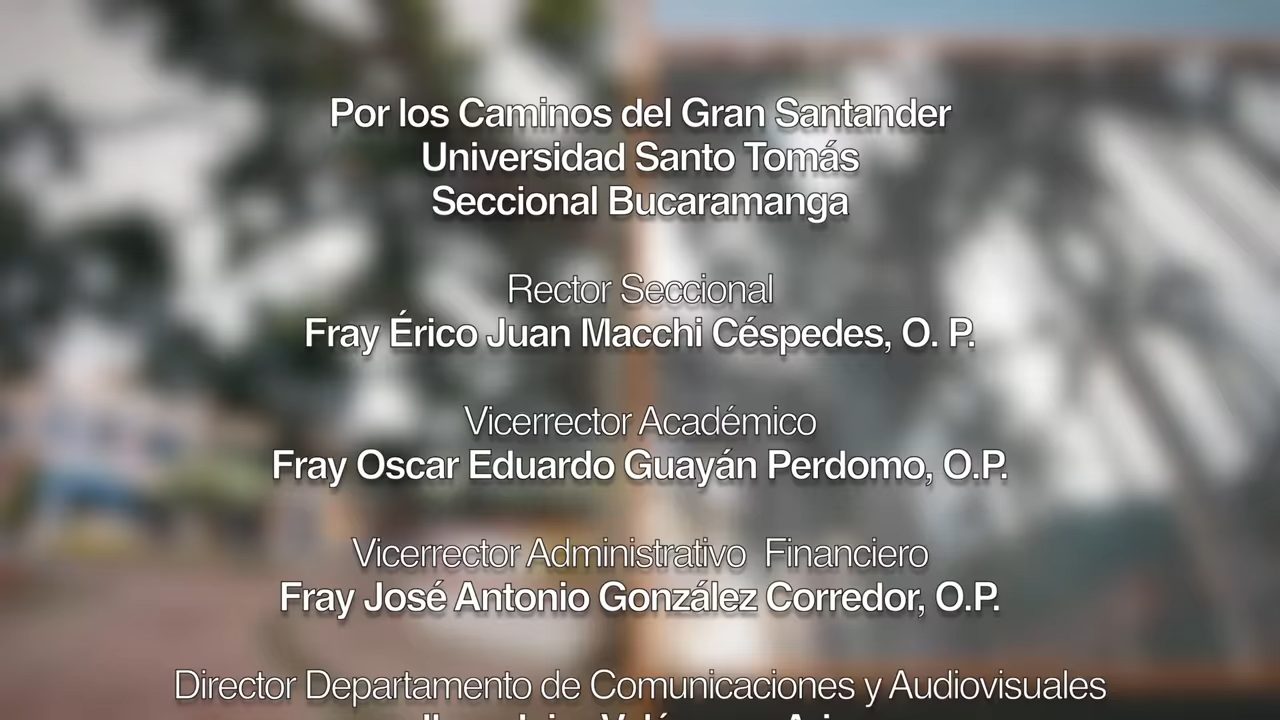 Por los Caminos del Gran Santander
Universidad Santo Tomás
Seccional Bucaramanga
Rector Seccional
Fray Érico Juan Macchi Céspedes, O. P.
Vicerrector Académico
Fray Oscar Eduardo Guayán Perdomo, O.P.
Vicerrector Administrativo  Financiero
Fray José Antonio González Corredor, O.P.
Director Departamento de Comunicaciones y Audiovisuales